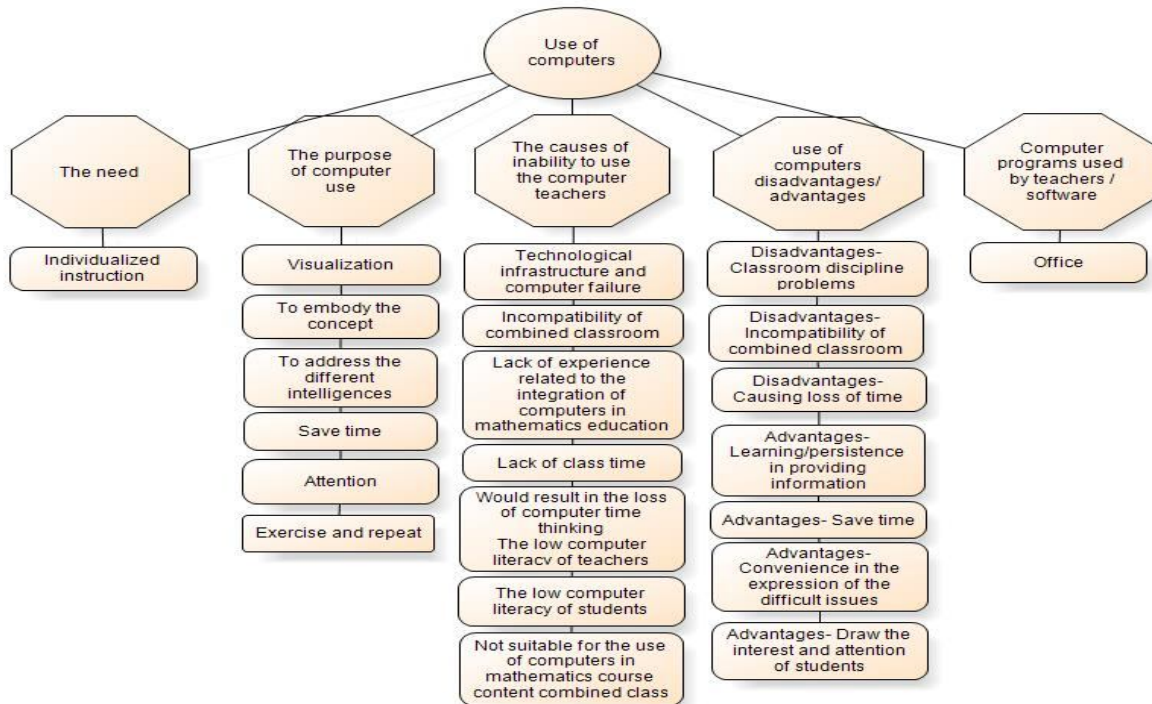 Use of
computers
The need
The purpose
of computer
use
The causes of
inability to use
the computer
teachers
use of
computers
disadvantages/
advantages
Computer
programs used
by teachers /
software
Individualized
instruction
Visualization
To embody the
concept
To address the
different
intelligences
Save time
Attention
Exercise and repeat
Technological
infrastructure and
computer failure
Incompatibility of
combined classroom
Lack of experience
related to the
integration of
computers in
mathematics education
Lack of class time
Would result in the loss
of computer time
thinking
The low computer
literacy of teachers
The low computer
literacy of students
Not suitable for the use
of computers in
mathematics course
content combined class
Disadvantages-
Classroom discipline
problems
Disadvantages-
Incompatibility of
combined classroom
Disadvantages-
Causing loss of time
Advantages-
Learning/persistence
in providing
information
Advantages- Save time
Advantages-
Convenience in the
expression of the
difficult issues
Advantages- Draw the
interest and attention
of students
Office